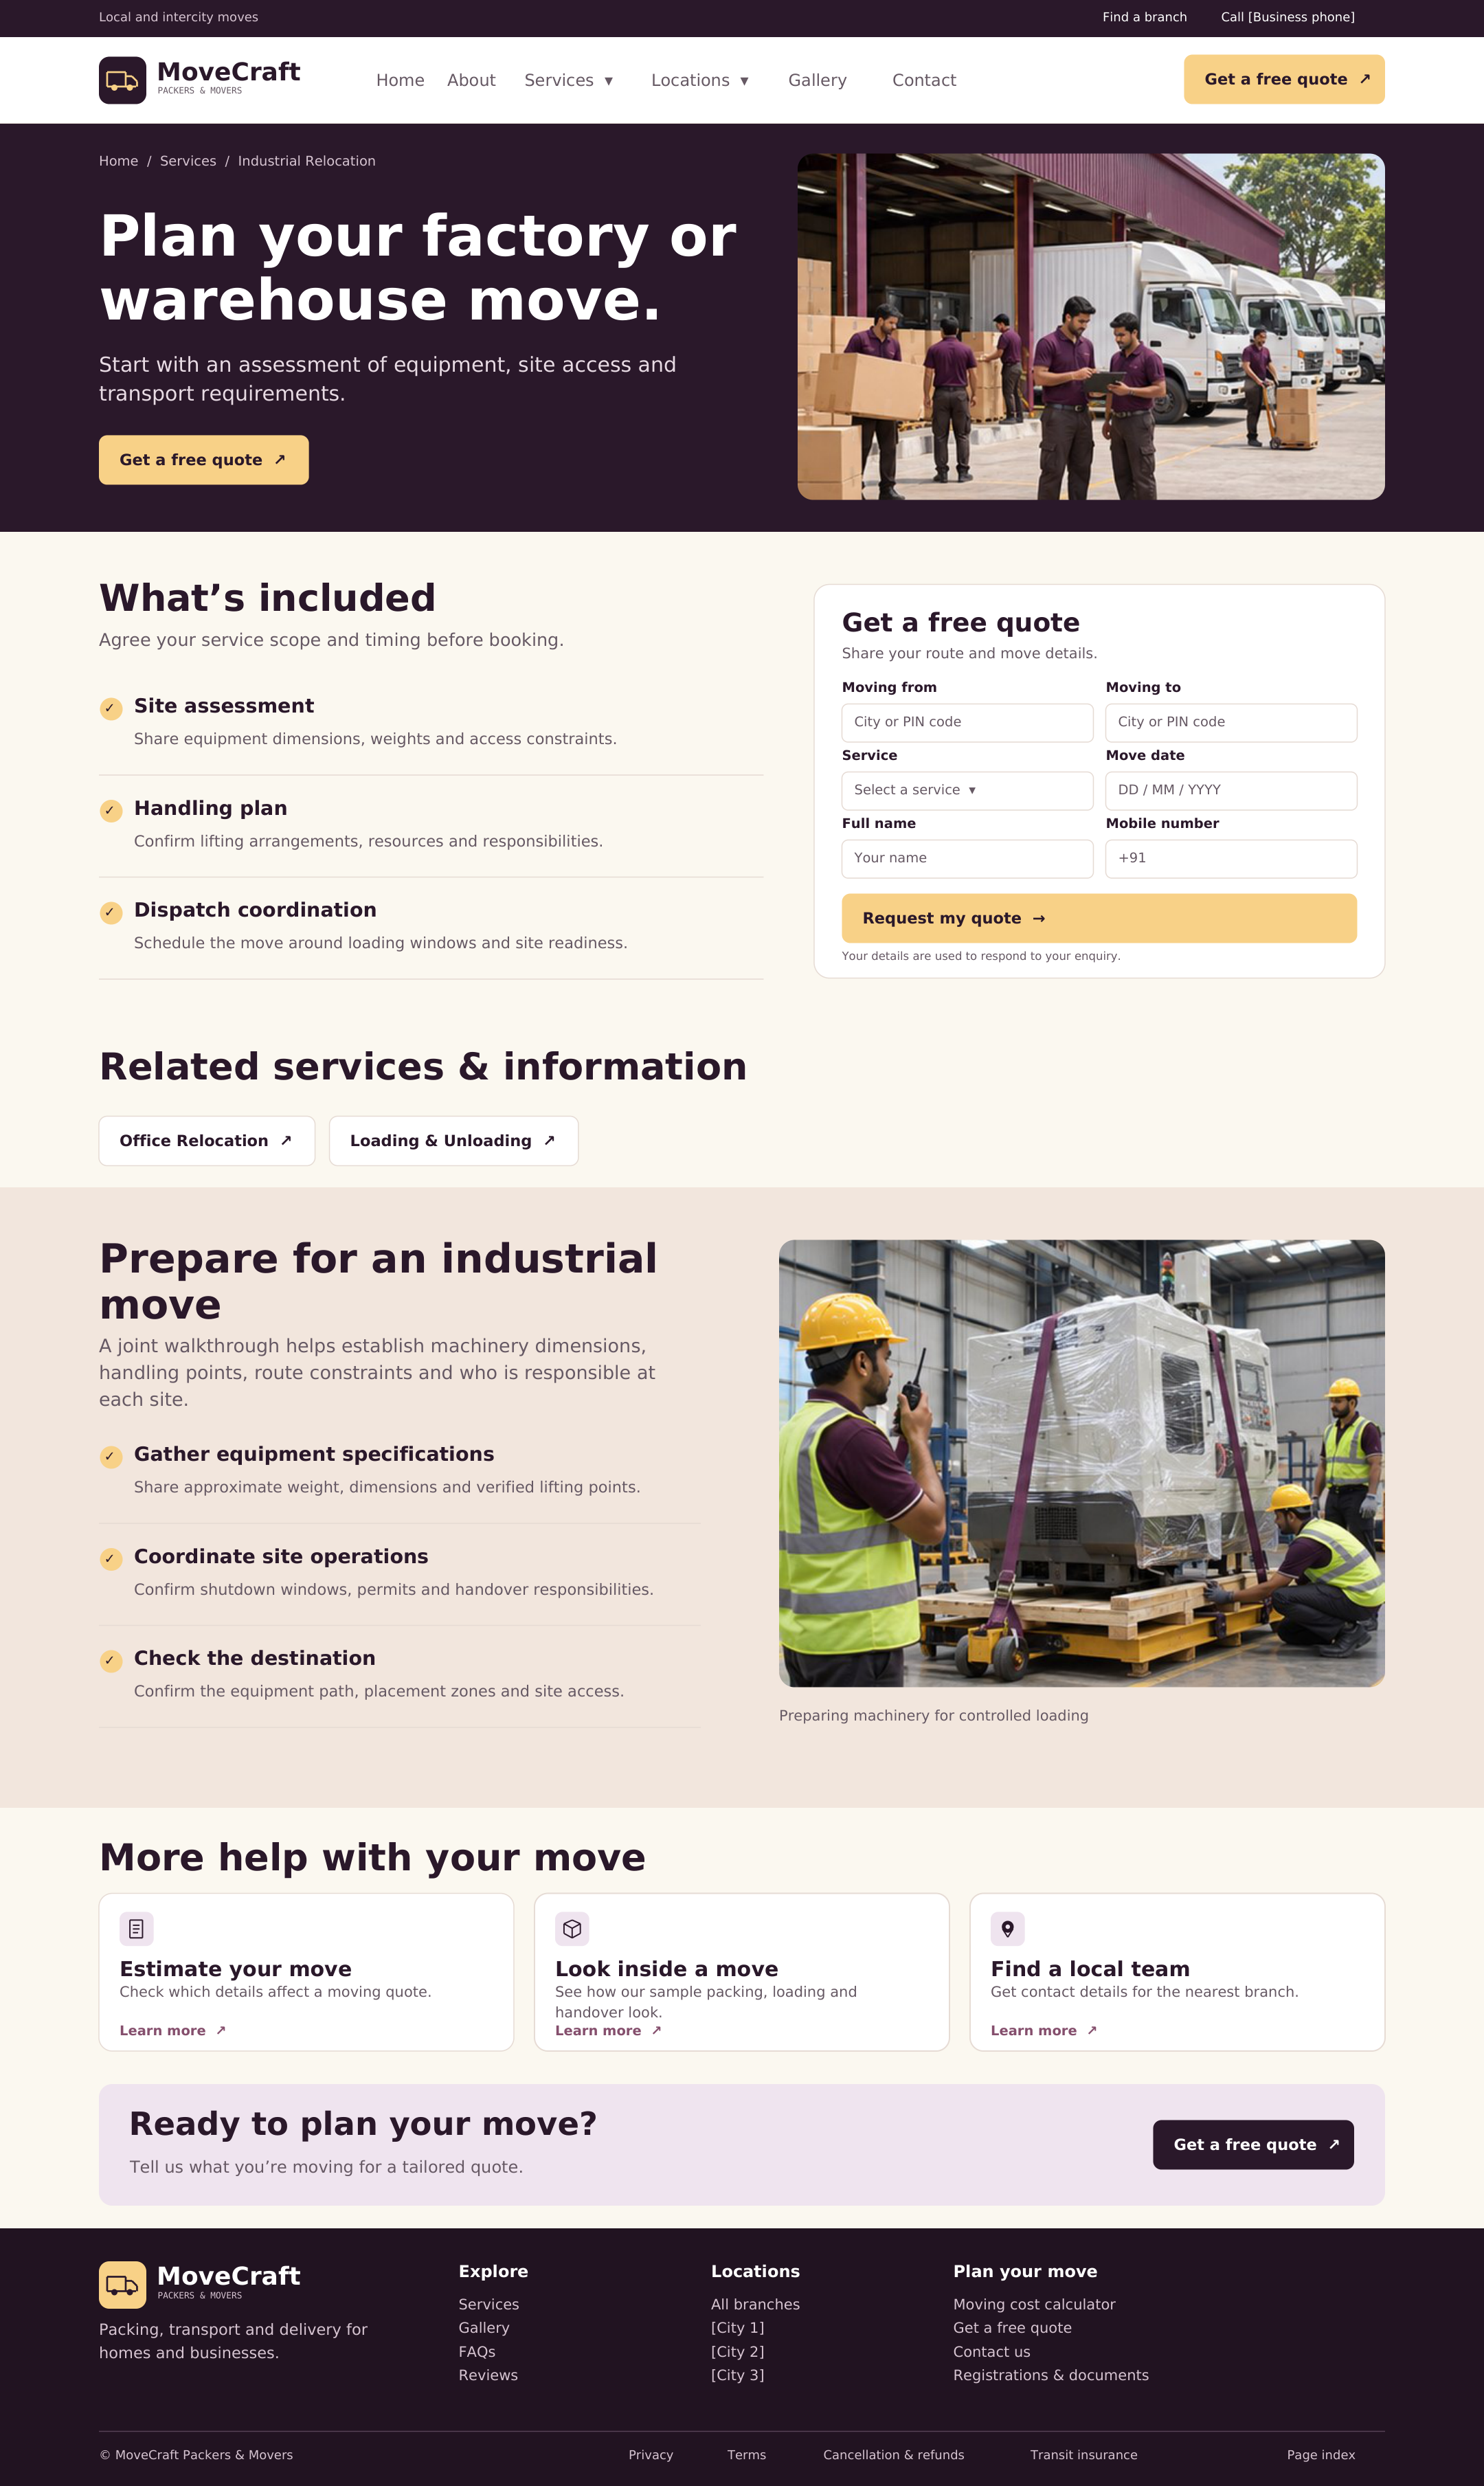 Local and intercity moves
Find a branch
Call [Business phone]
MoveCraft
PACKERS & MOVERS
Home
About
Services ▾
Locations ▾
Gallery
Contact
Get a free quote ↗
Home / Services / Industrial Relocation
Plan your factory or
warehouse move.
Start with an assessment of equipment, site access and
transport requirements.
Get a free quote ↗
What’s included
Agree your service scope and timing before booking.
✓ Site assessment
Share equipment dimensions, weights and access constraints.
✓ Handling plan
Confirm lifting arrangements, resources and responsibilities.
✓ Dispatch coordination
Schedule the move around loading windows and site readiness.
Get a free quote
Share your route and move details.
Moving from
City or PIN code
Moving to
City or PIN code
Service
Select a service ▾
Move date
DD / MM / YYYY
Full name
Your name
Mobile number
+91
Request my quote →
Your details are used to respond to your enquiry.
Related services & information
Office Relocation ↗
Loading & Unloading ↗
Prepare for an industrial
move
A joint walkthrough helps establish machinery dimensions,
handling points, route constraints and who is responsible at
each site.
✓ Gather equipment specifications
Share approximate weight, dimensions and verified lifting points.
✓ Coordinate site operations
Confirm shutdown windows, permits and handover responsibilities.
✓ Check the destination
Confirm the equipment path, placement zones and site access.
Preparing machinery for controlled loading
More help with your move
Estimate your move
Check which details affect a moving quote.
Learn more ↗
Look inside a move
See how our sample packing, loading and
handover look.
Learn more ↗
Find a local team
Get contact details for the nearest branch.
Learn more ↗
Ready to plan your move?
Tell us what you’re moving for a tailored quote.
Get a free quote ↗
MoveCraft
PACKERS & MOVERS
Packing, transport and delivery for
homes and businesses.
Explore
Services
Gallery
FAQs
Reviews
Locations
All branches
[City 1]
[City 2]
[City 3]
Plan your move
Moving cost calculator
Get a free quote
Contact us
Registrations & documents
© MoveCraft Packers & Movers
Privacy
Terms
Cancellation & refunds
Transit insurance
Page index